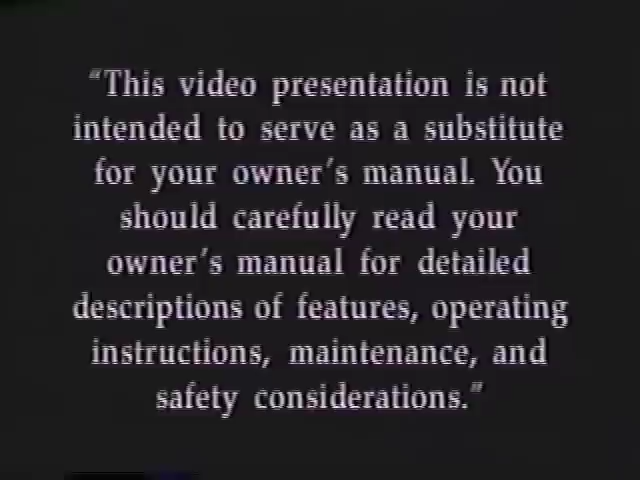 “This video presentation is not
intended to serve as a substitute
for your owner’s manual. You
should carefully read your
owner’s manual for detailed
descriptions of features, operating
instructions, maintenance, and
safety considerations.”